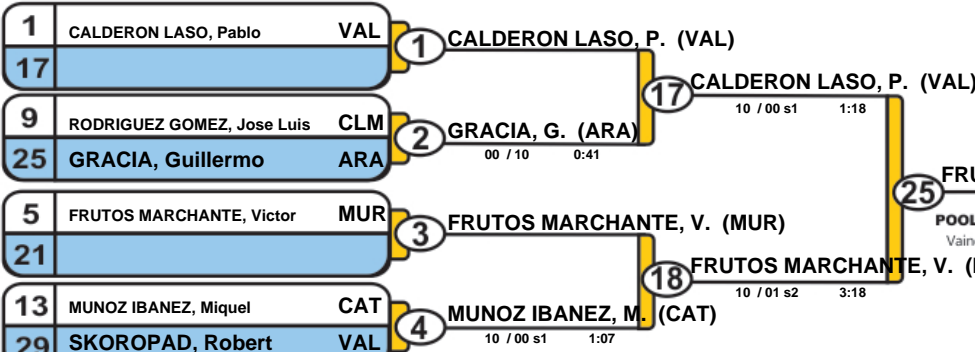 1 CALDERON LASO, Pablo VAL
17
1 CALDERON LASO, P. (VAL)
17 CALDERON LASO, P. (VAL)
10 / 00 s1 1:18
9 RODRIGUEZ GOMEZ, Jose Luis CLM
25 GRACIA, Guillermo ARA
2 GRACIA, G. (ARA)
00 / 10 0:41
25
POOL
5 FRUTOS MARCHANTE, Victor MUR
21
3 FRUTOS MARCHANTE, V. (MUR)
18 FRUTOS MARCHANTE, V.
10 / 01 s2 3:18
13 MUNOZ IBANEZ, Miquel CAT
29 SKOROPAD, Robert VAL
4 MUNOZ IBANEZ, M. (CAT)
10 / 00 s1 1:07